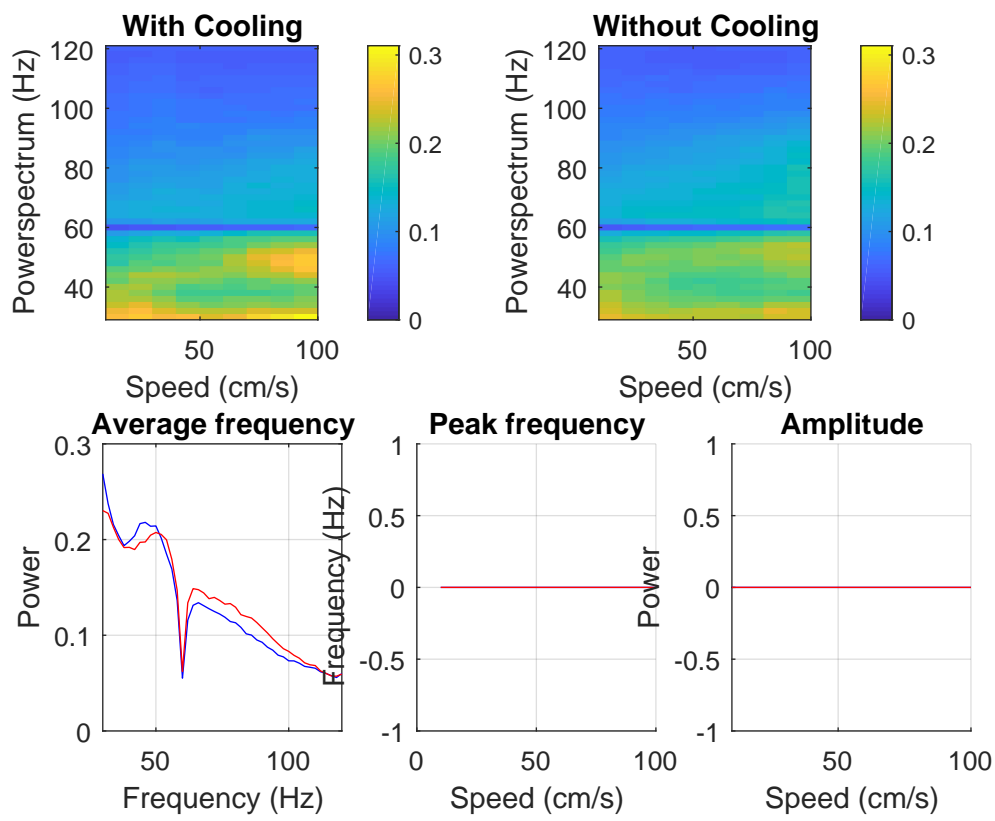 With Cooling
Powerspectrum (Hz)
120
100
80
60
40
50
100
Speed (cm/s)
0.3
0.2
0.1
0
Without Cooling
Powerspectrum (Hz)
120
100
80
60
40
50
100
Speed (cm/s)
0.3
0.2
0.1
0
Average frequency
Power
0.3
0.2
0.1
0
50
100
Frequency (Hz)
Peak frequency
Frequency (Hz)
1
0.5
0
-0.5
-1
0
50
100
Speed (cm/s)
Amplitude
Power
1
0.5
0
-0.5
-1
50
100
Speed (cm/s)